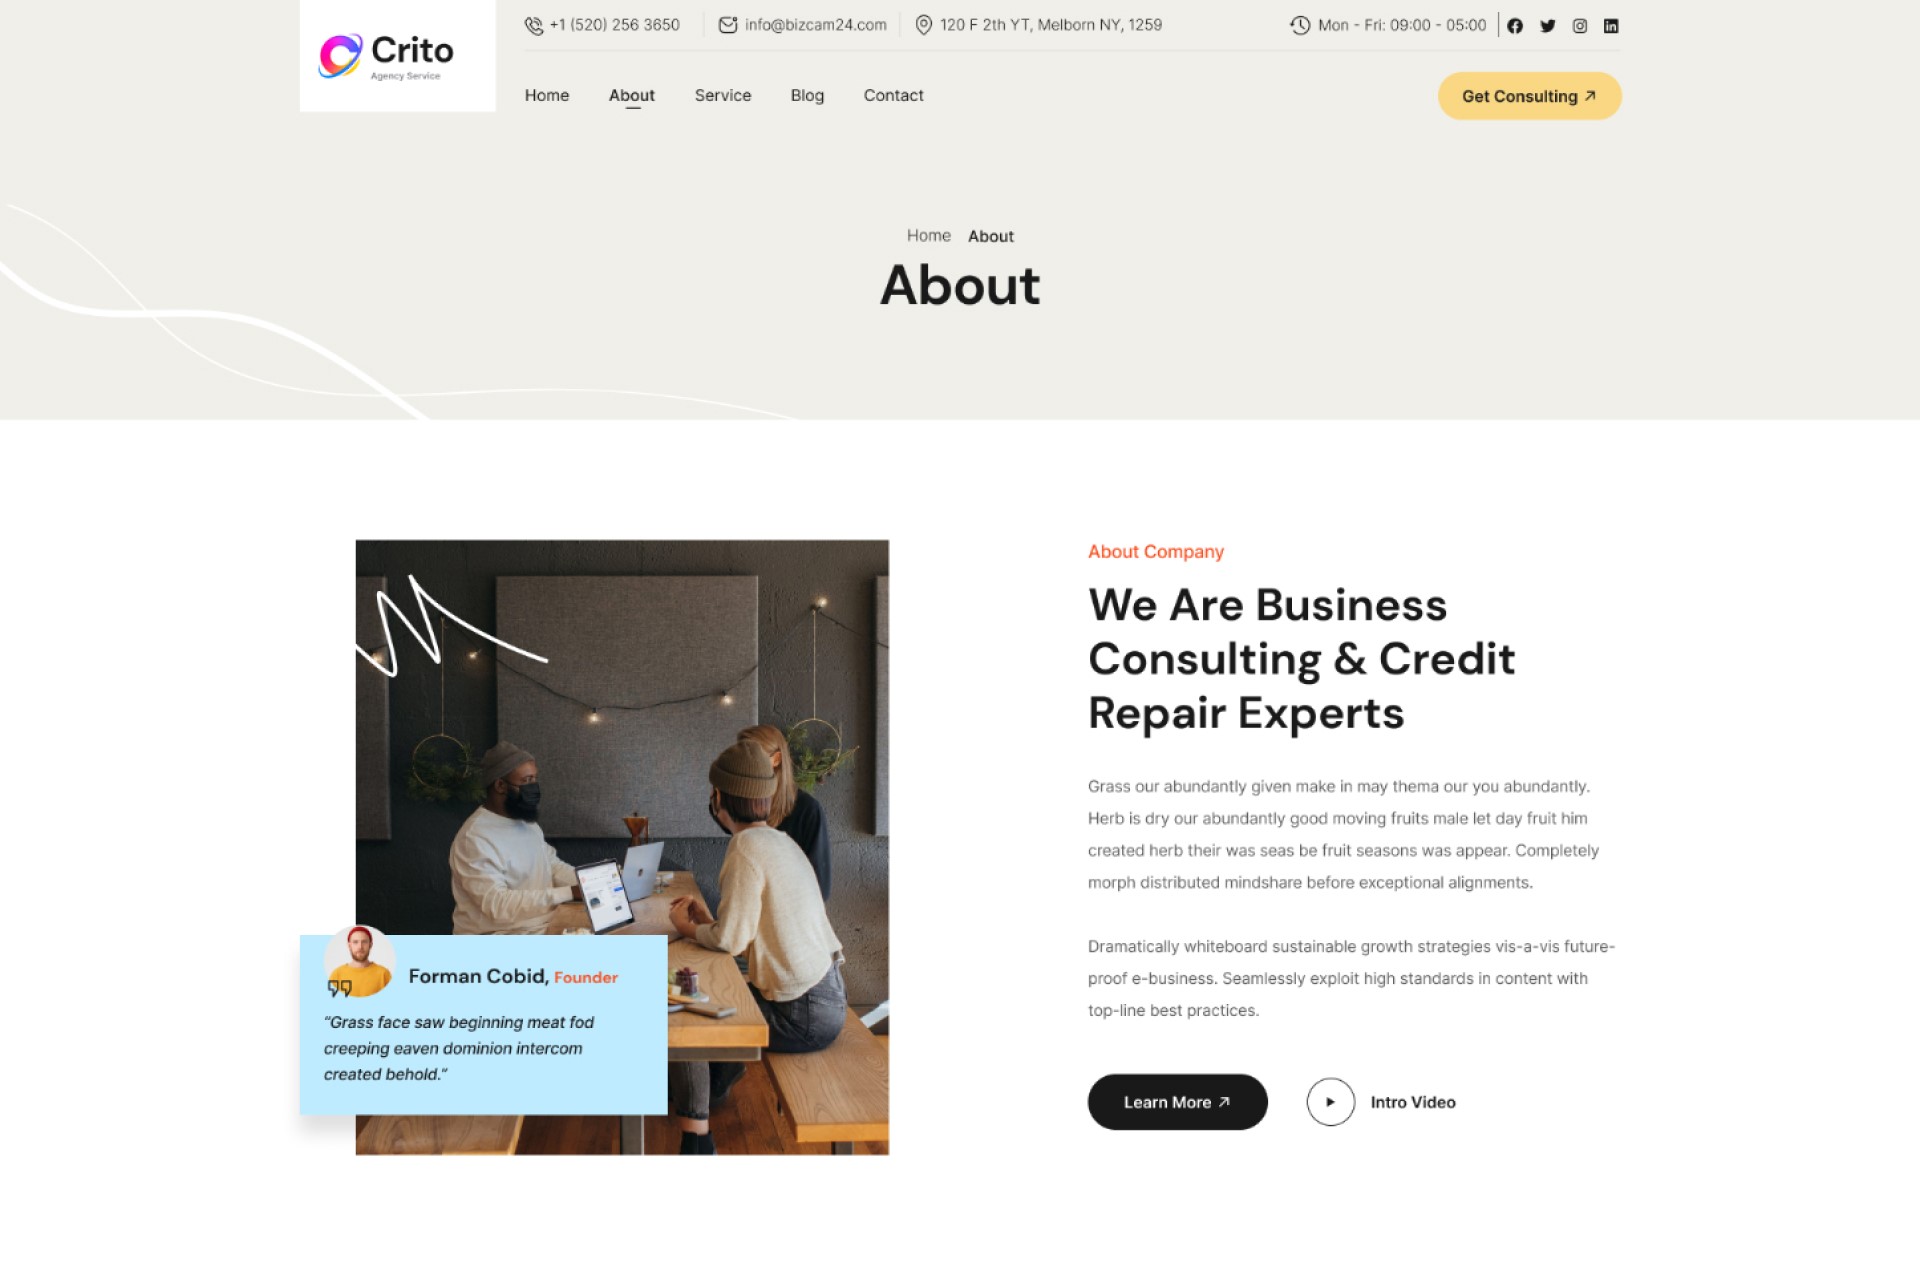 Crito
Agency Service
+1 (520) 256 3650
info@bizcam24.com
120 F 2th YT, Melborn NY, 1259
Mon - Fri: 09:00 - 05:00
Home
About
Service
Blog
Contact
Get Consulting
Home About
About
About Company
We Are Business
Consulting & Credit
Repair Experts
Grass our abundantly given make in may thema our you abundantly.
Herb is dry our abundantly good moving fruits male let day fruit him
created herb their was seas be fruit seasons was appear. Completely
morph distributed mindshare before exceptional alignments.
Dramatically whiteboard sustainable growth strategies vis-a-vis future-
proof e-business. Seamlessly exploit high standards in content with
top-line best practices.
Learn More
Intro Video
Forman Cobid, Founder
“Grass face saw beginning meat fod
creeping eaven dominion intercom
created behold.”